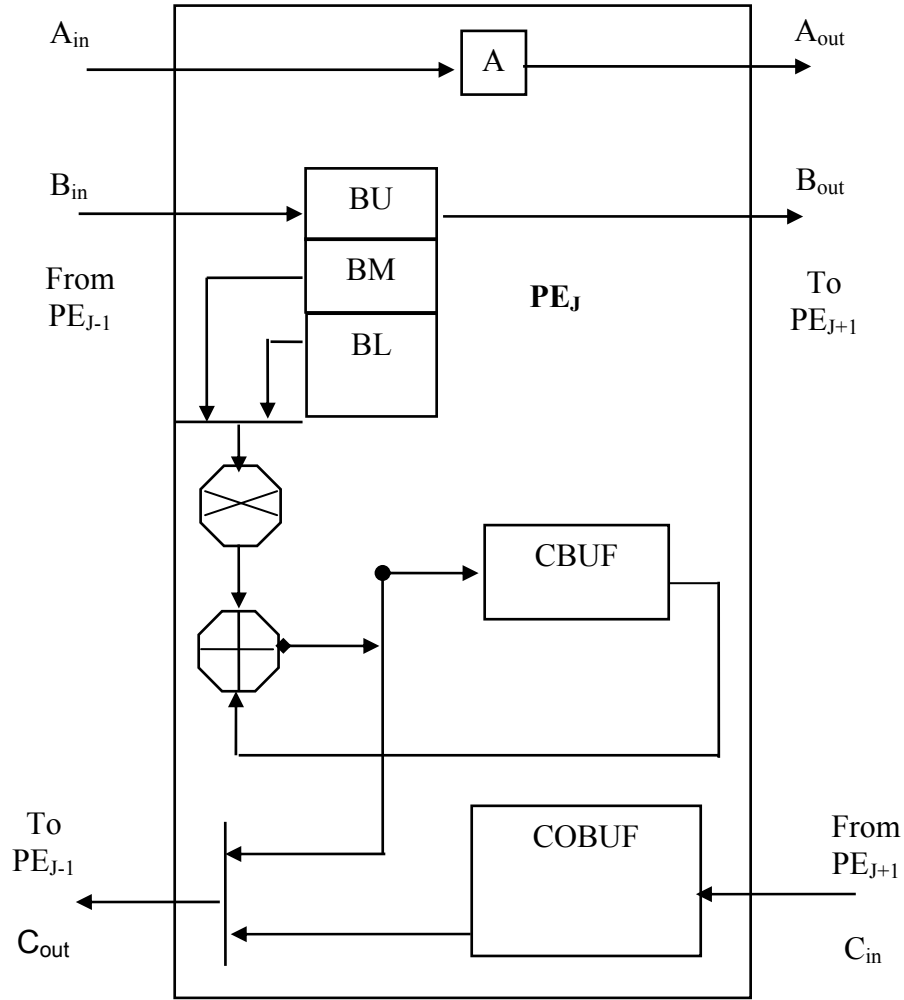 A_in
A
A_out
B_in
BU
B_out
From
PE_J-1
BM
PE_J
To
PE_J+1
BL
CBUF
To
PE_J-1
COBUF
From
PE_J+1
C_out
C_in